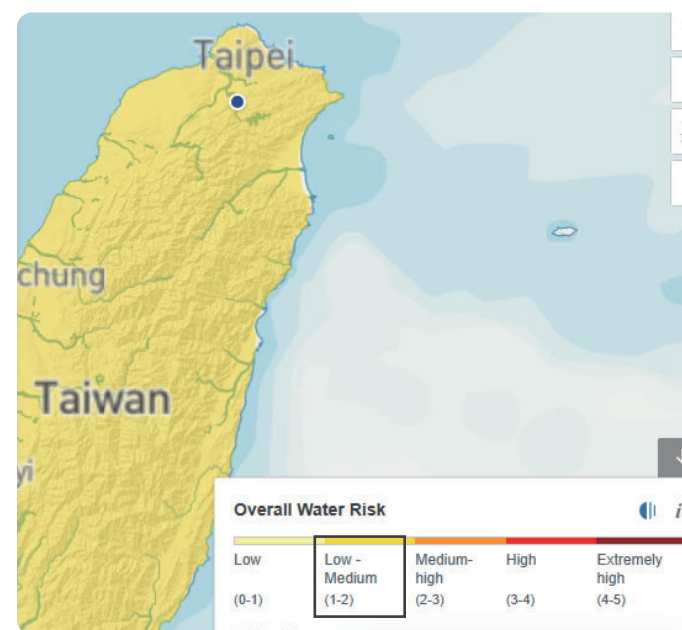 Taipei
chung
Taiwan
yi
Overall Water Risk
i
Low
Low -
Medium
Medium-
high
High
Extremely
high
(0-1)
(1-2)
(2-3)
(3-4)
(4-5)